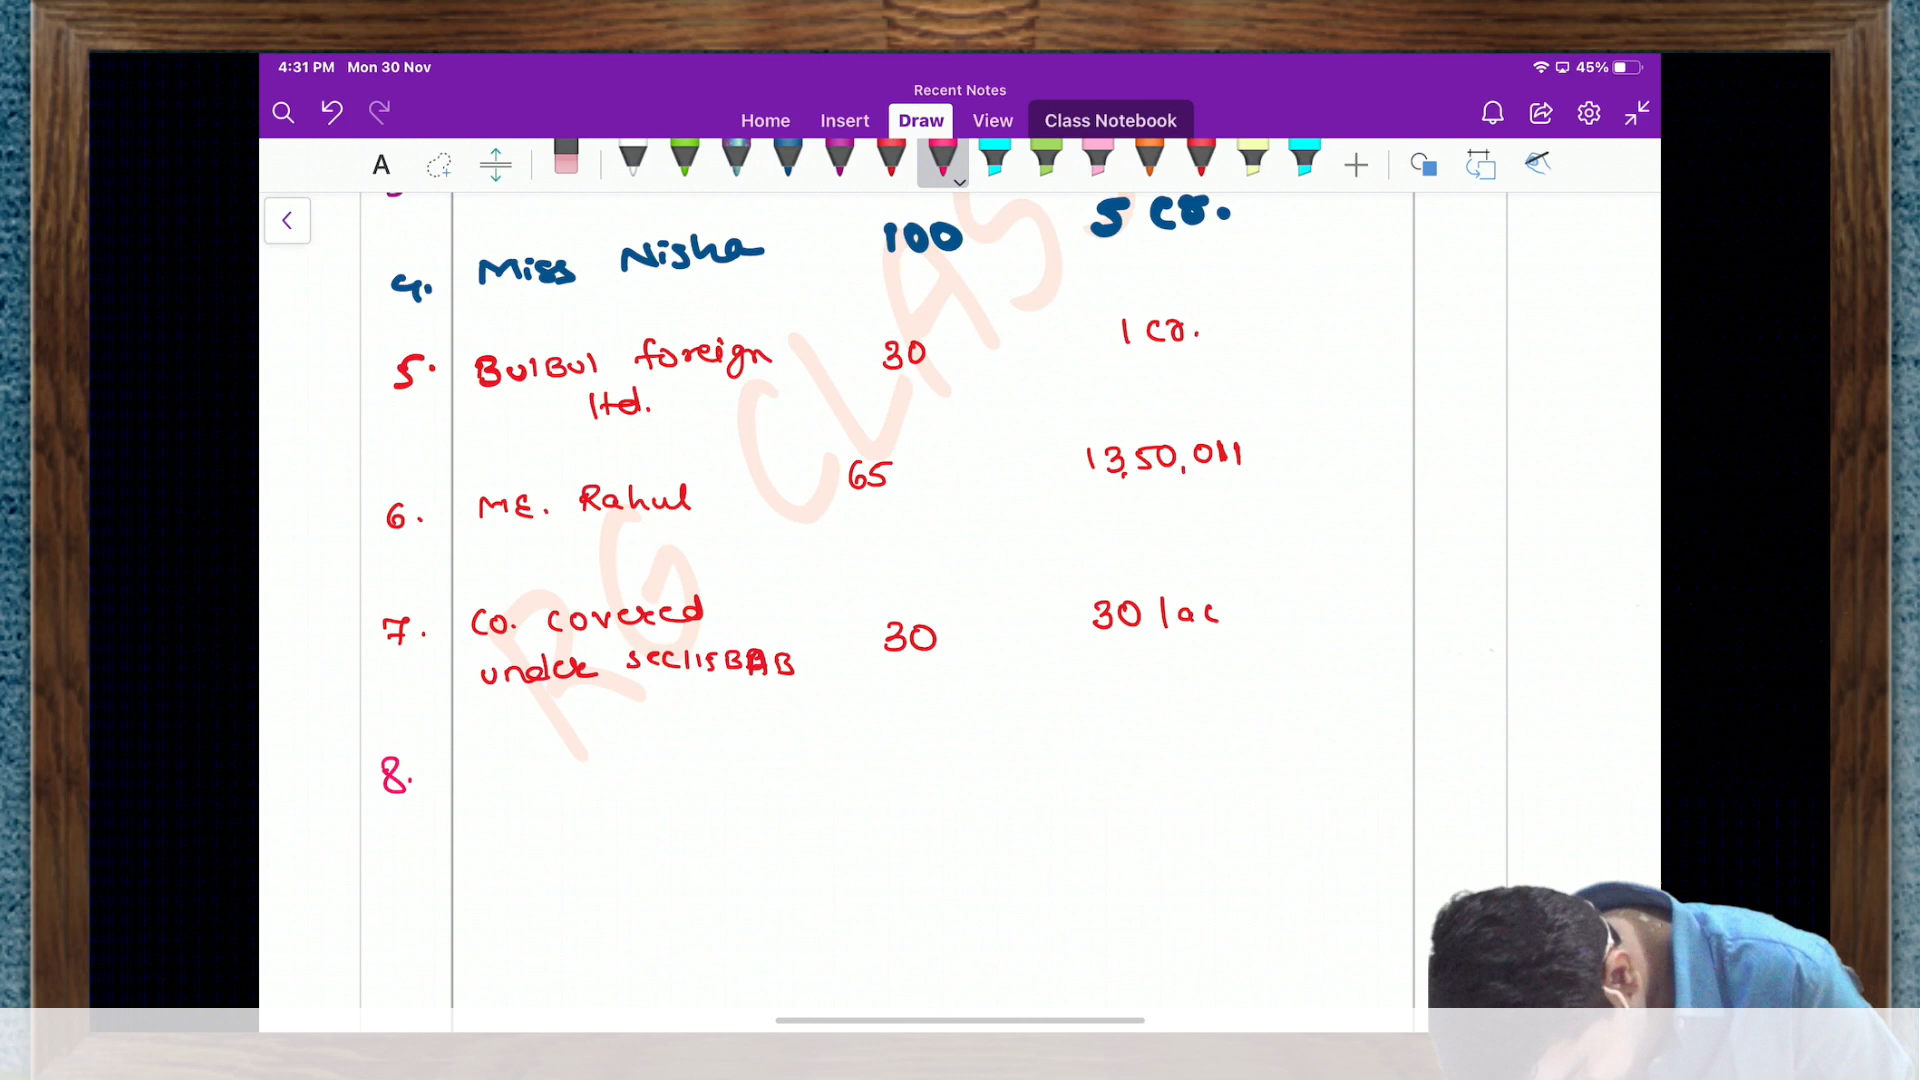 4:31 PM Mon 30 Nov
45%
Recent Notes
Home Insert Draw View Class Notebook
A
4. Miss Nisha 100 5 cr.
5. BulBul foreign 30 1 cr.
ltd.
6. Mr. Rahul 65 13,50,011
7. Co. covered 30 30 lac
under sec115BAB
8.
RG CLAS